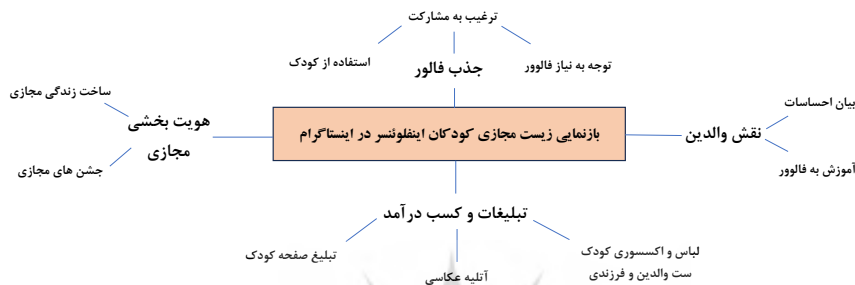 ترغیب به مشارکت
توجه به نیاز فالوور
استفاده از کودک
جذب فالور
بازنمایی زیست مجازی کودکان اینفلوئنسر در اینستاگرام
نقش والدین
بیان احساسات
آموزش به فالوور
هویت بخشی
مجازی
ساخت زندگی مجازی
جشن های مجازی
تبلیغات و کسب درآمد
لباس و اکسسوری کودک
ست والدین و فرزندی
آتلیه عکاسی
تبلیغ صفحه کودک